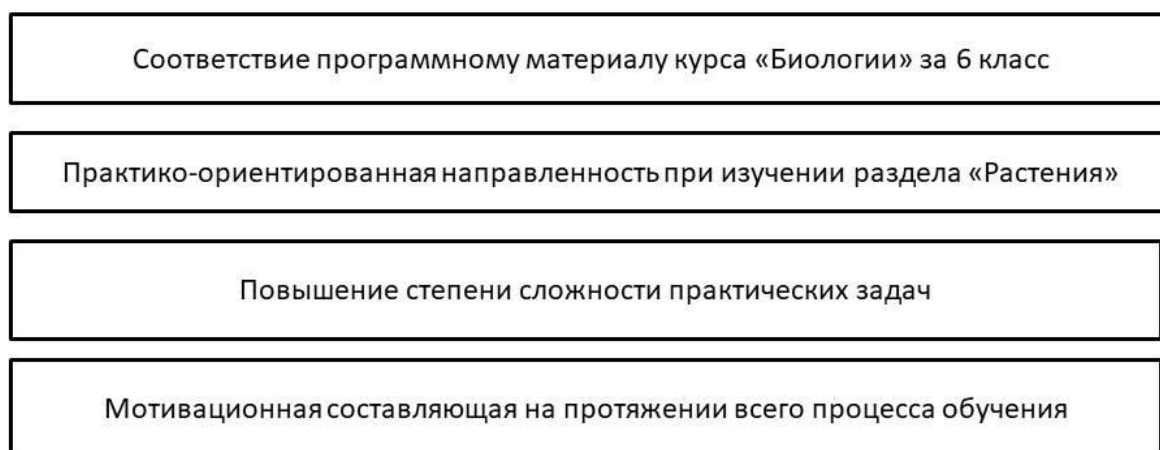 Соответствие программному материалу курса «Биологии» за 6 класс
Практико-ориентированная направленность при изучении раздела «Растения»
Повышение степени сложности практических задач
Мотивационная составляющая на протяжении всего процесса обучения